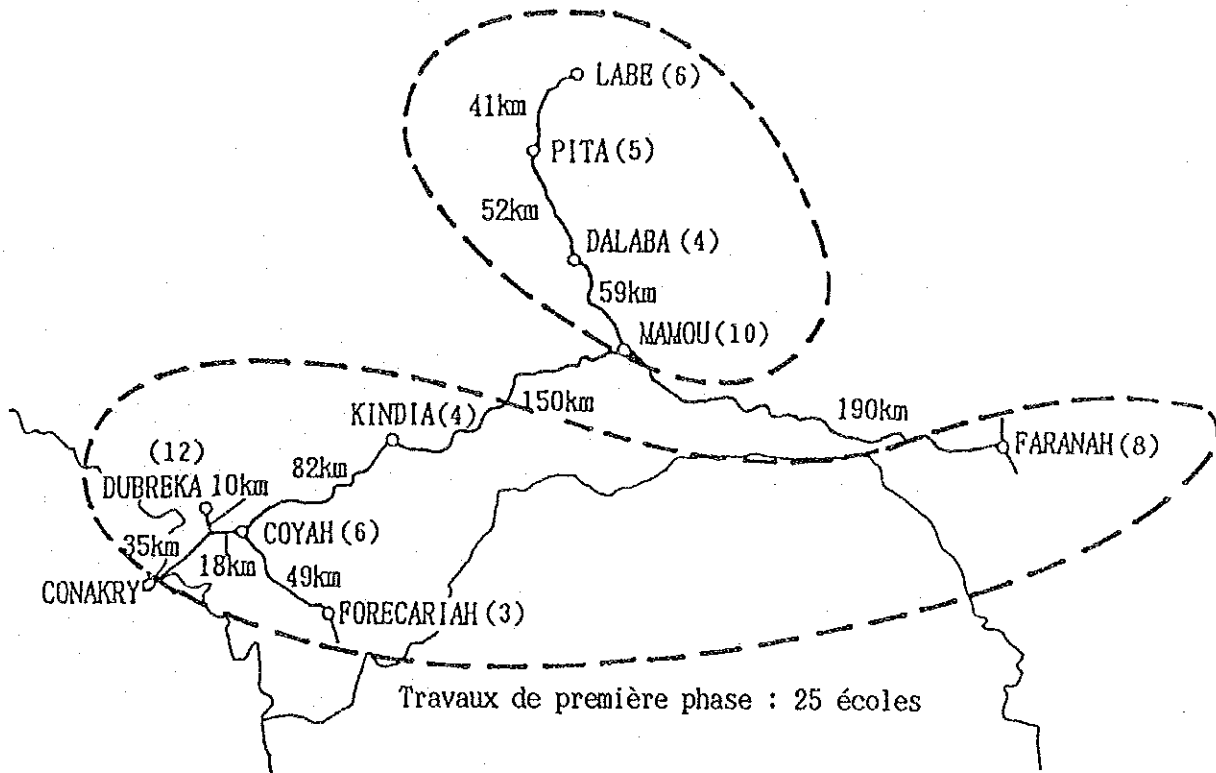 LABE (6)
41km
PITA (5)
52km
DALABA (4)
59km
MAMOU (10)
150km
190km
KINDIA (4)
FARANAH (8)
(12)
82km
DUBREKA 10km
COYAH (6)
35km
18km
49km
CONAKRY
FORECARIAH (3)
Travaux de première phase : 25 écoles